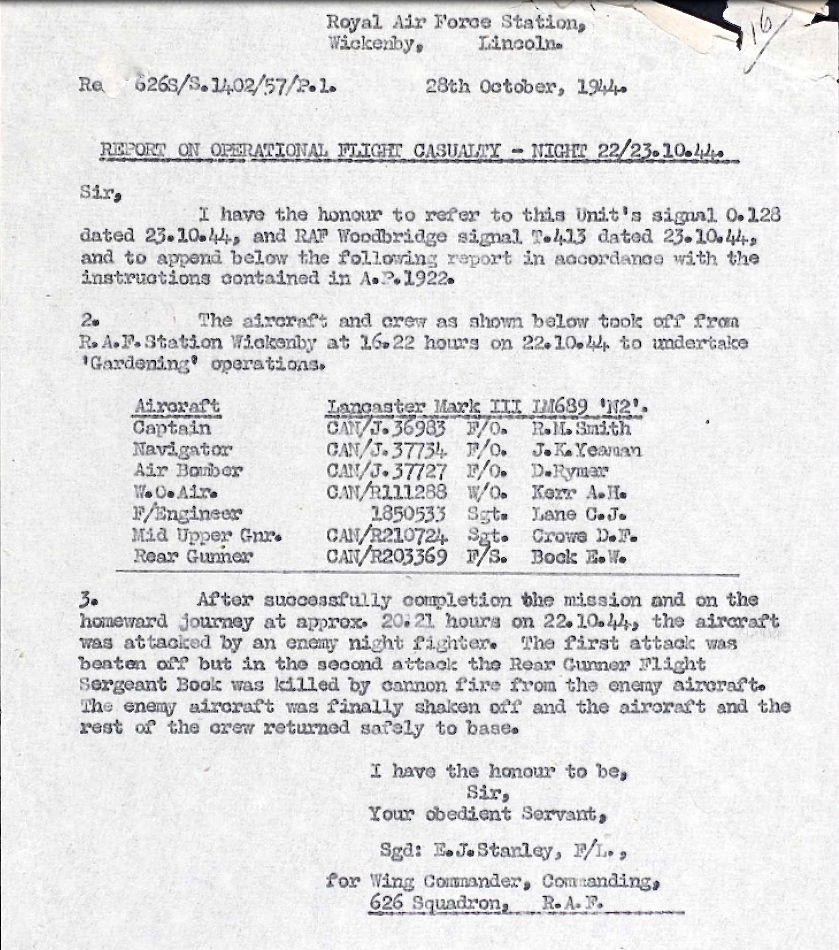 16/
Royal Air Force Station,
Wickenby, Lincoln.
Re 626S/S.1402/57/P.1. 28th October, 1944.
REPORT ON OPERATIONAL FLIGHT CASUALTY - NIGHT 22/23.10.44.
Sir,
I have the honour to refer to this Unit's signal O.128
dated 23.10.44, and RAF Woodbridge signal T.413 dated 23.10.44,
and to append below the following report in accordance with the
instructions contained in A.P.1922.
2. The aircraft and crew as shown below took off from
R.A.F.Station Wickenby at 16.22 hours on 22.10.44 to undertake
'Gardening' operations.
Aircraft Lancaster Mark III LM689 'N2'.
Captain CAN/J.36983 F/O. R.M.Smith
Navigator CAN/J.37734 F/O. J.K.Yeaman
Air Bomber CAN/J.37727 F/O. D.Rymer
W.O.Air. CAN/R111288 W/O. Kerr A.H.
F/Engineer 1850533 Sgt. Lane C.J.
Mid Upper Gnr. CAN/R210724 Sgt. Crowe D.F.
Rear Gunner CAN/R203369 F/S. Bock E.W.
3. After successfully completion the mission and on the
homeward journey at approx. 20.21 hours on 22.10.44, the aircraft
was attacked by an enemy night fighter. The first attack was
beaten off but in the second attack the Rear Gunner Flight
Sergeant Bock was killed by cannon fire from the enemy aircraft.
The enemy aircraft was finally shaken off and the aircraft and the
rest of the crew returned safely to base.
I have the honour to be,
Sir,
Your obedient Servant,
Sgd: E.J.Stanley, F/L.,
for Wing Commander, Commanding,
626 Squadron, R.A.F.